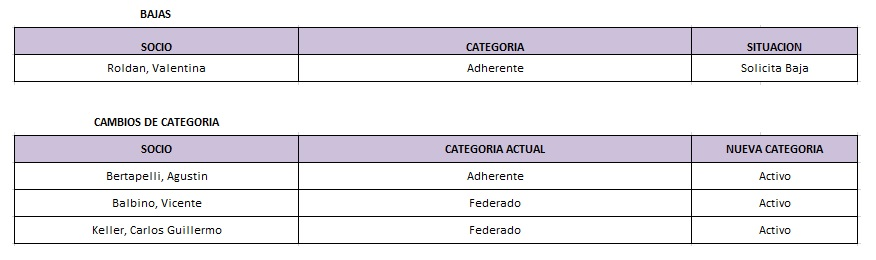 BAJAS
SOCIO CATEGORIA SITUACION
Roldan, Valentina Adherente Solicita Baja
CAMBIOS DE CATEGORIA
SOCIO CATEGORIA ACTUAL NUEVA CATEGORIA
Bertapelli, Agustin Adherente Activo
Balbino, Vicente Federado Activo
Keller, Carlos Guillermo Federado Activo